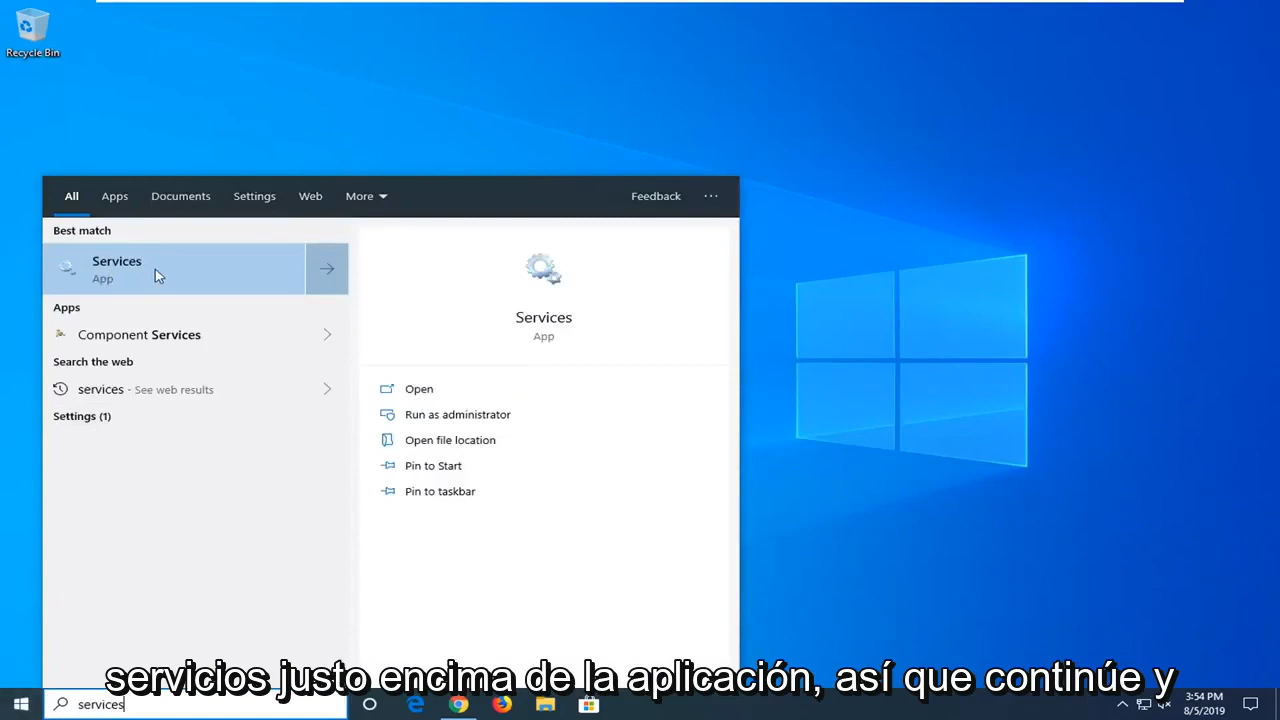 Recycle Bin
All Apps Documents Settings Web More Feedback ...
Best match
Services
App
Apps
Component Services
Search the web
services - See web results
Settings (1)
Services
App
Open
Run as administrator
Open file location
Pin to Start
Pin to taskbar
servicios justo encima de la aplicación, así que continúe y
services
3:54 PM
8/5/2019